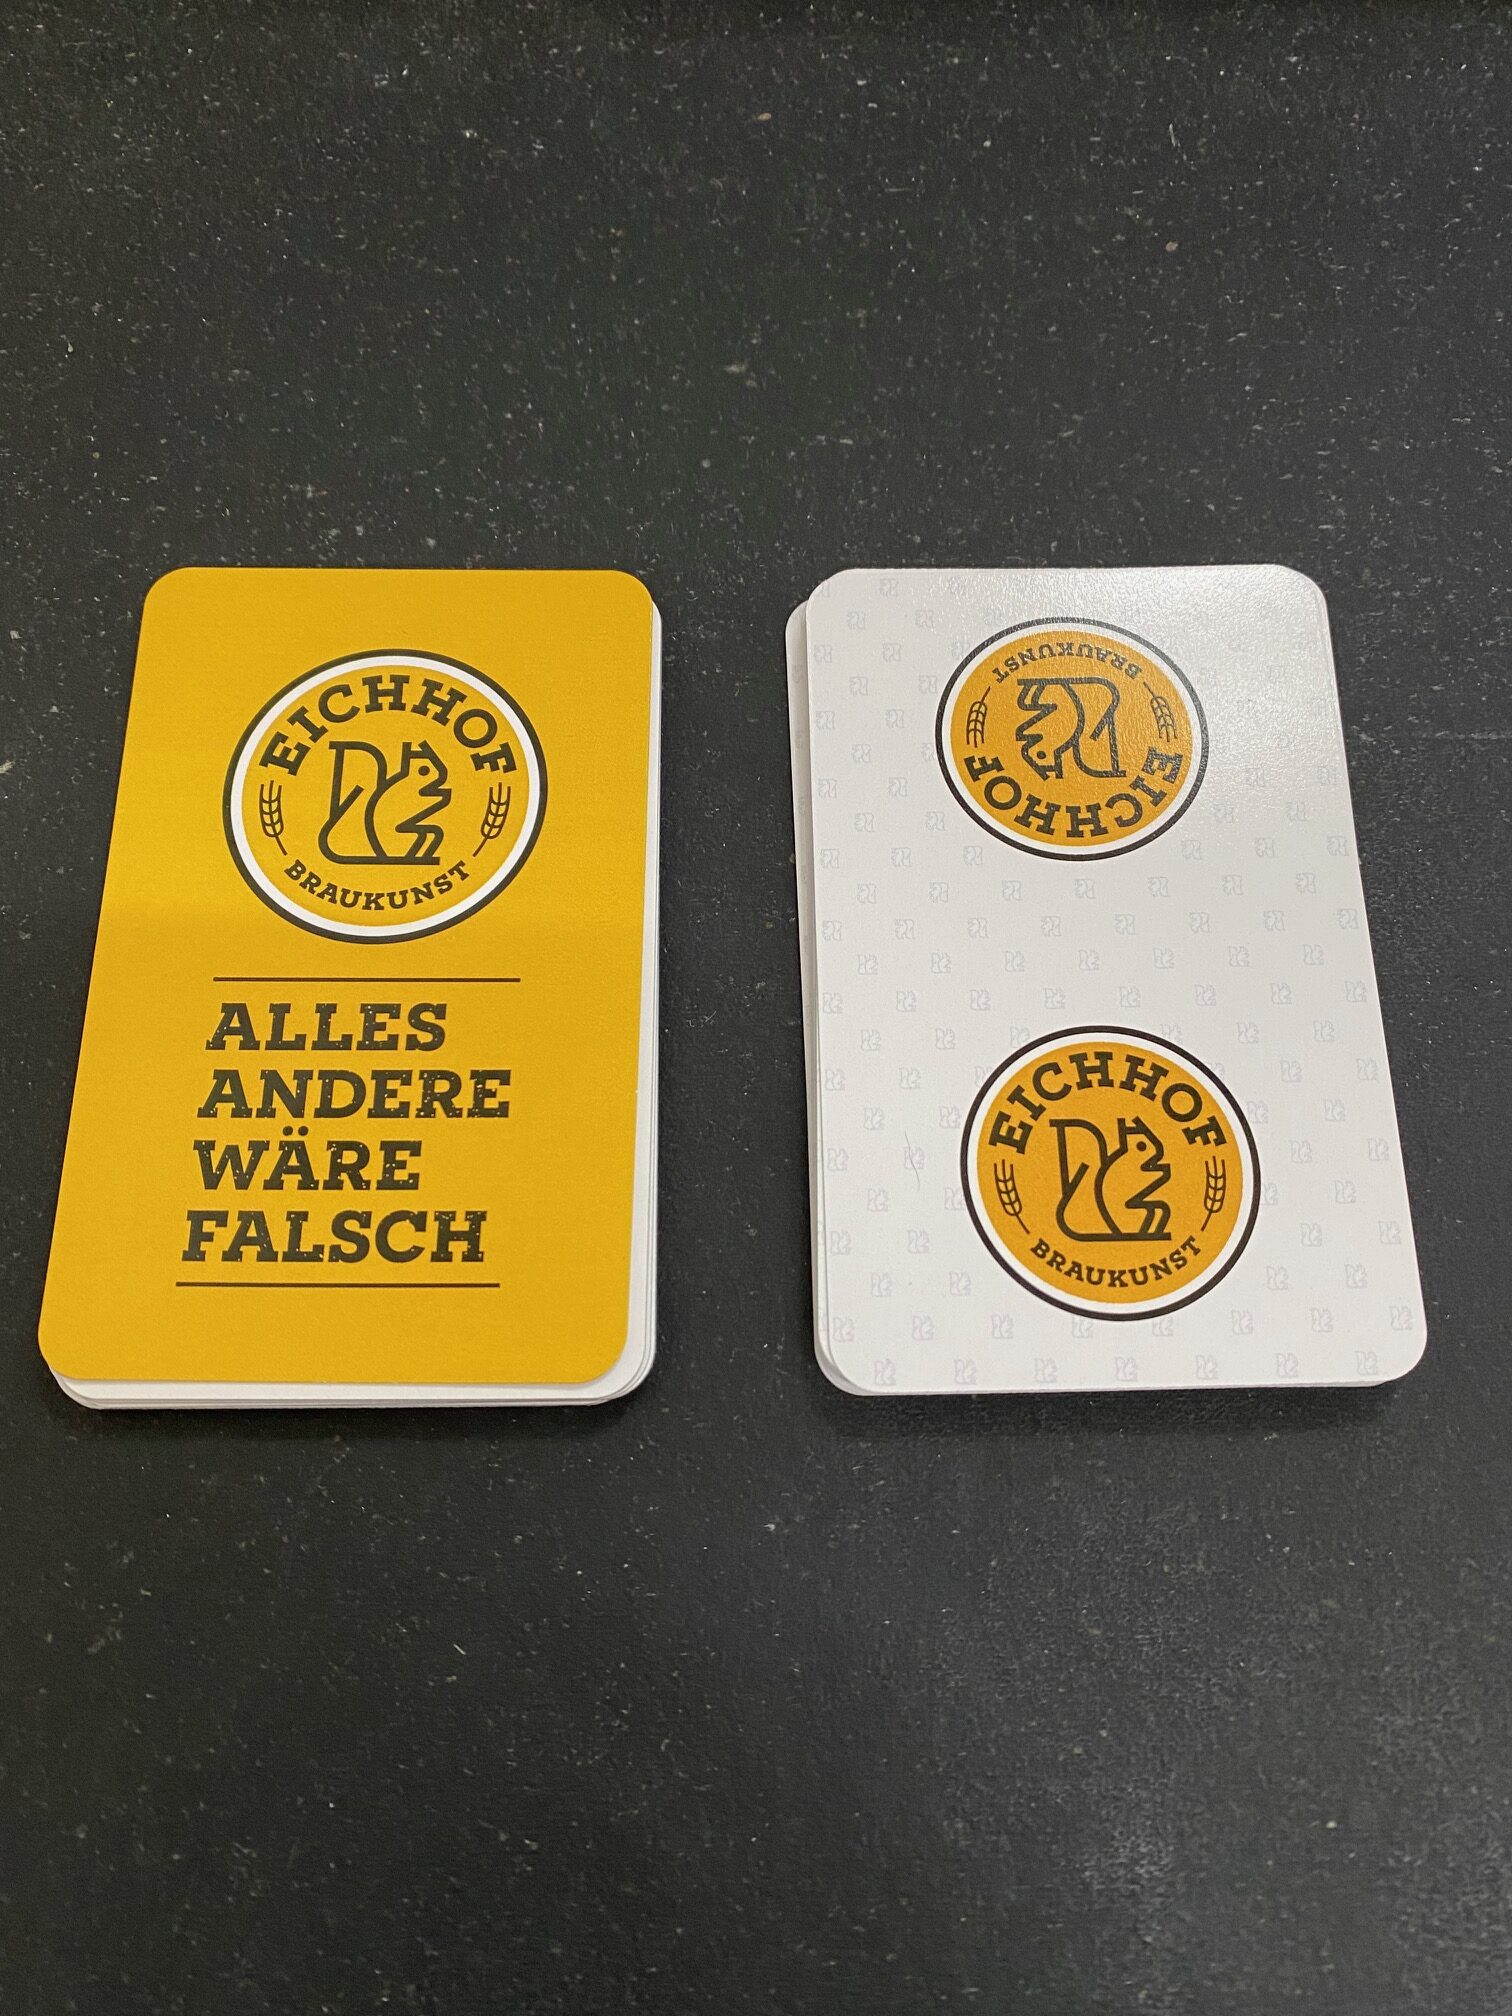 EICHHOF
BRAUKUNST
ALLES
ANDERE
WÄRE
FALSCH
BRAUKUNST
EICHHOF
EICHHOF
BRAUKUNST